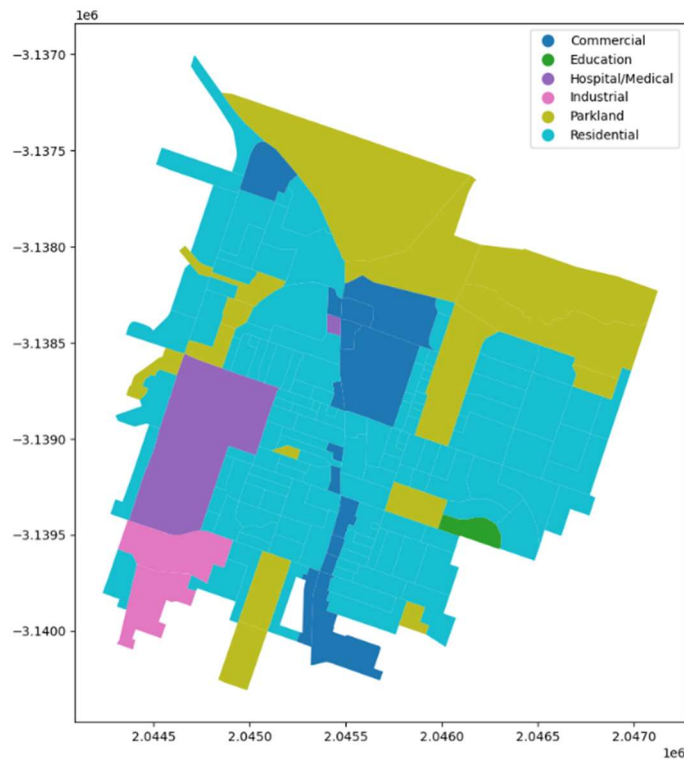 1e6
Commercial
Education
Hospital/Medical
Industrial
Parkland
Residential
−3.1370
−3.1375
−3.1380
−3.1385
−3.1390
−3.1395
−3.1400
2.0445 2.0450 2.0455 2.0460 2.0465 2.0470
1e6